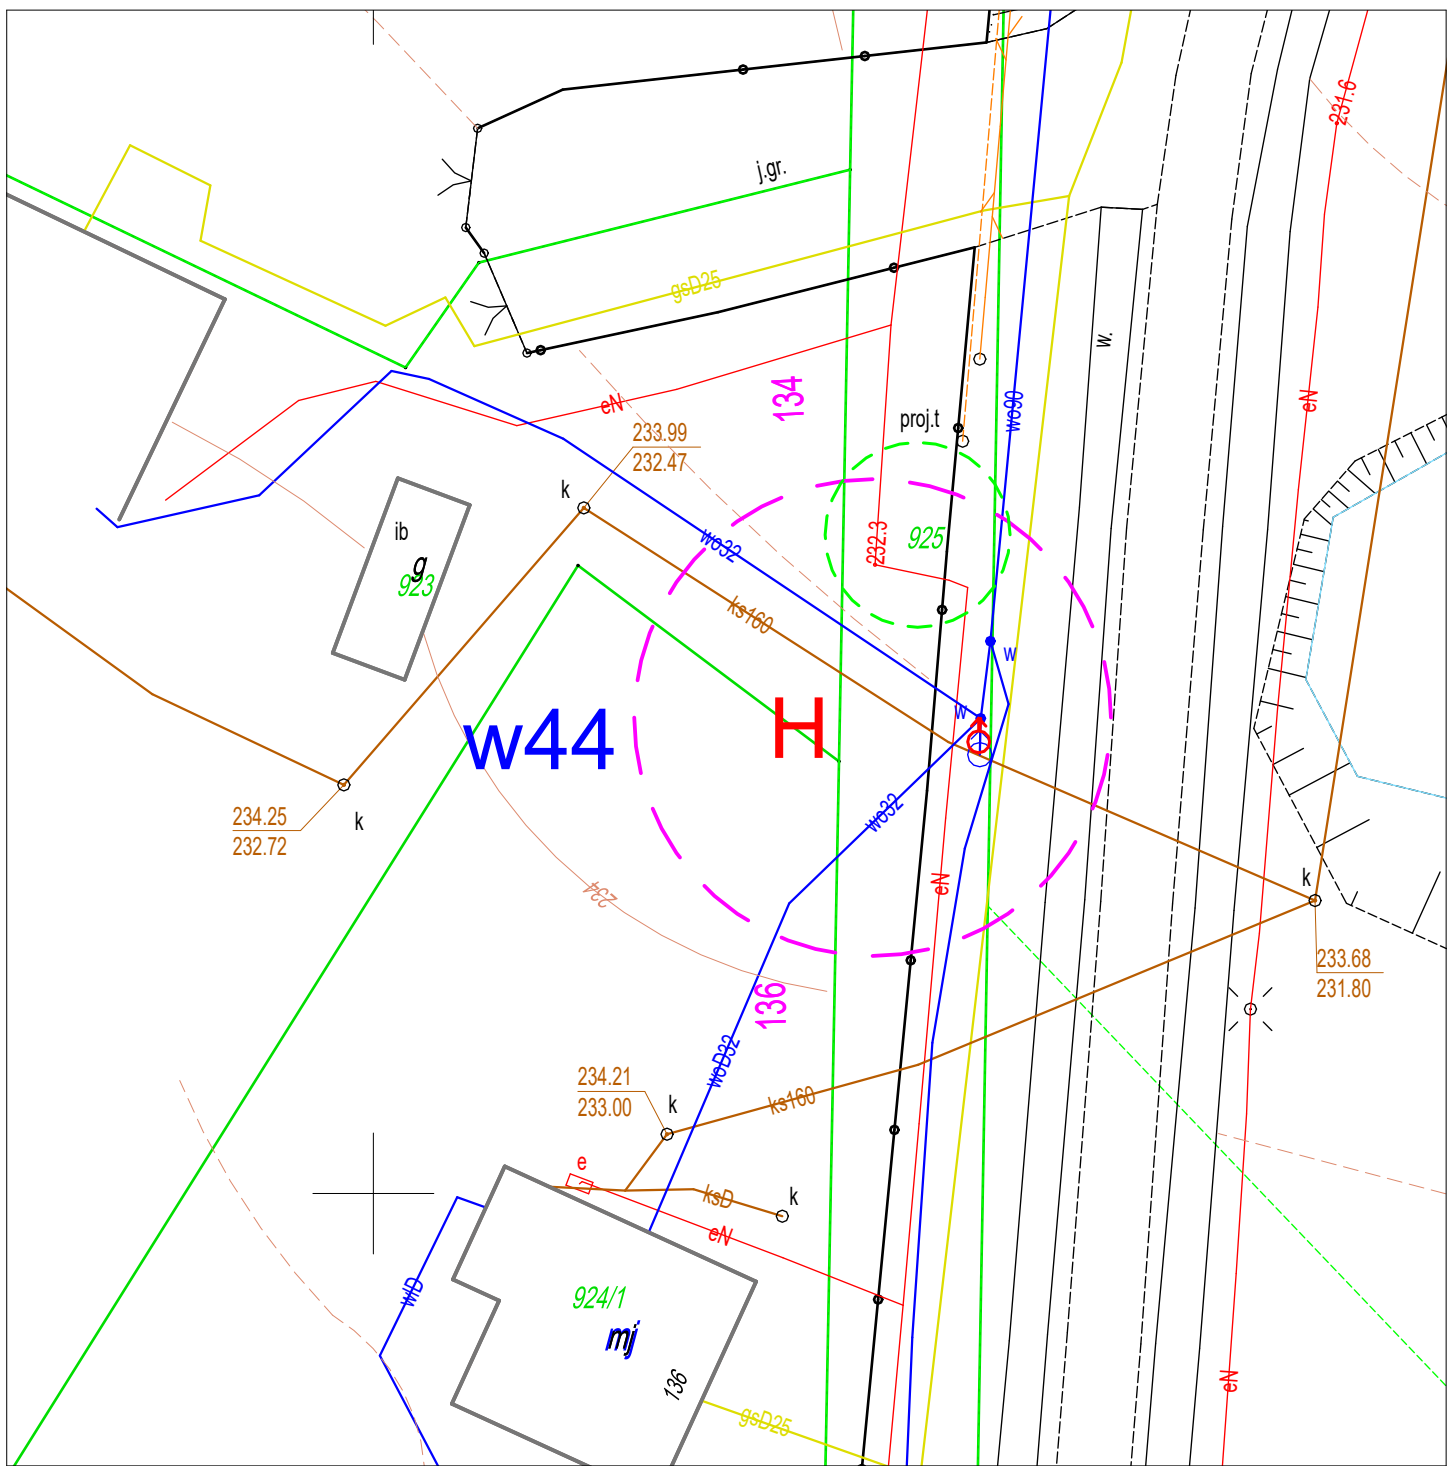 231.6
j.gr.
gsD25
w.
134
eN
eN
wo90
proj.t
233.99
232.47
k
ib
g
923
wo32
232.3
925
ks160
w
w
w44
H
234.25
232.72
k
wo32
234
eN
k
233.68
231.80
136
woD32
234.21
233.00
k
ks160
e
ksD
k
eN
wlD
924/1
mj
136
eN
gsD25